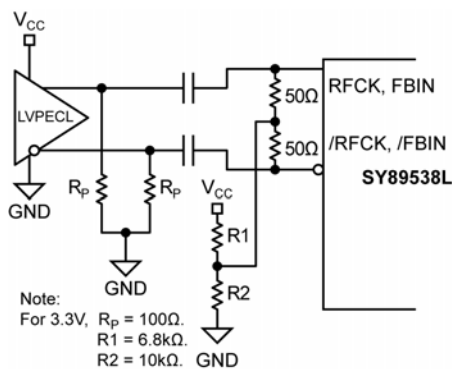 VCC
LVPECL
GND
RP
RP
GND
50Ω
50Ω
RFCK, FBIN
/RFCK, /FBIN
SY89538L
VCC
R1
R2
GND
Note:
For 3.3V, RP = 100Ω.
R1 = 6.8kΩ.
R2 = 10kΩ.